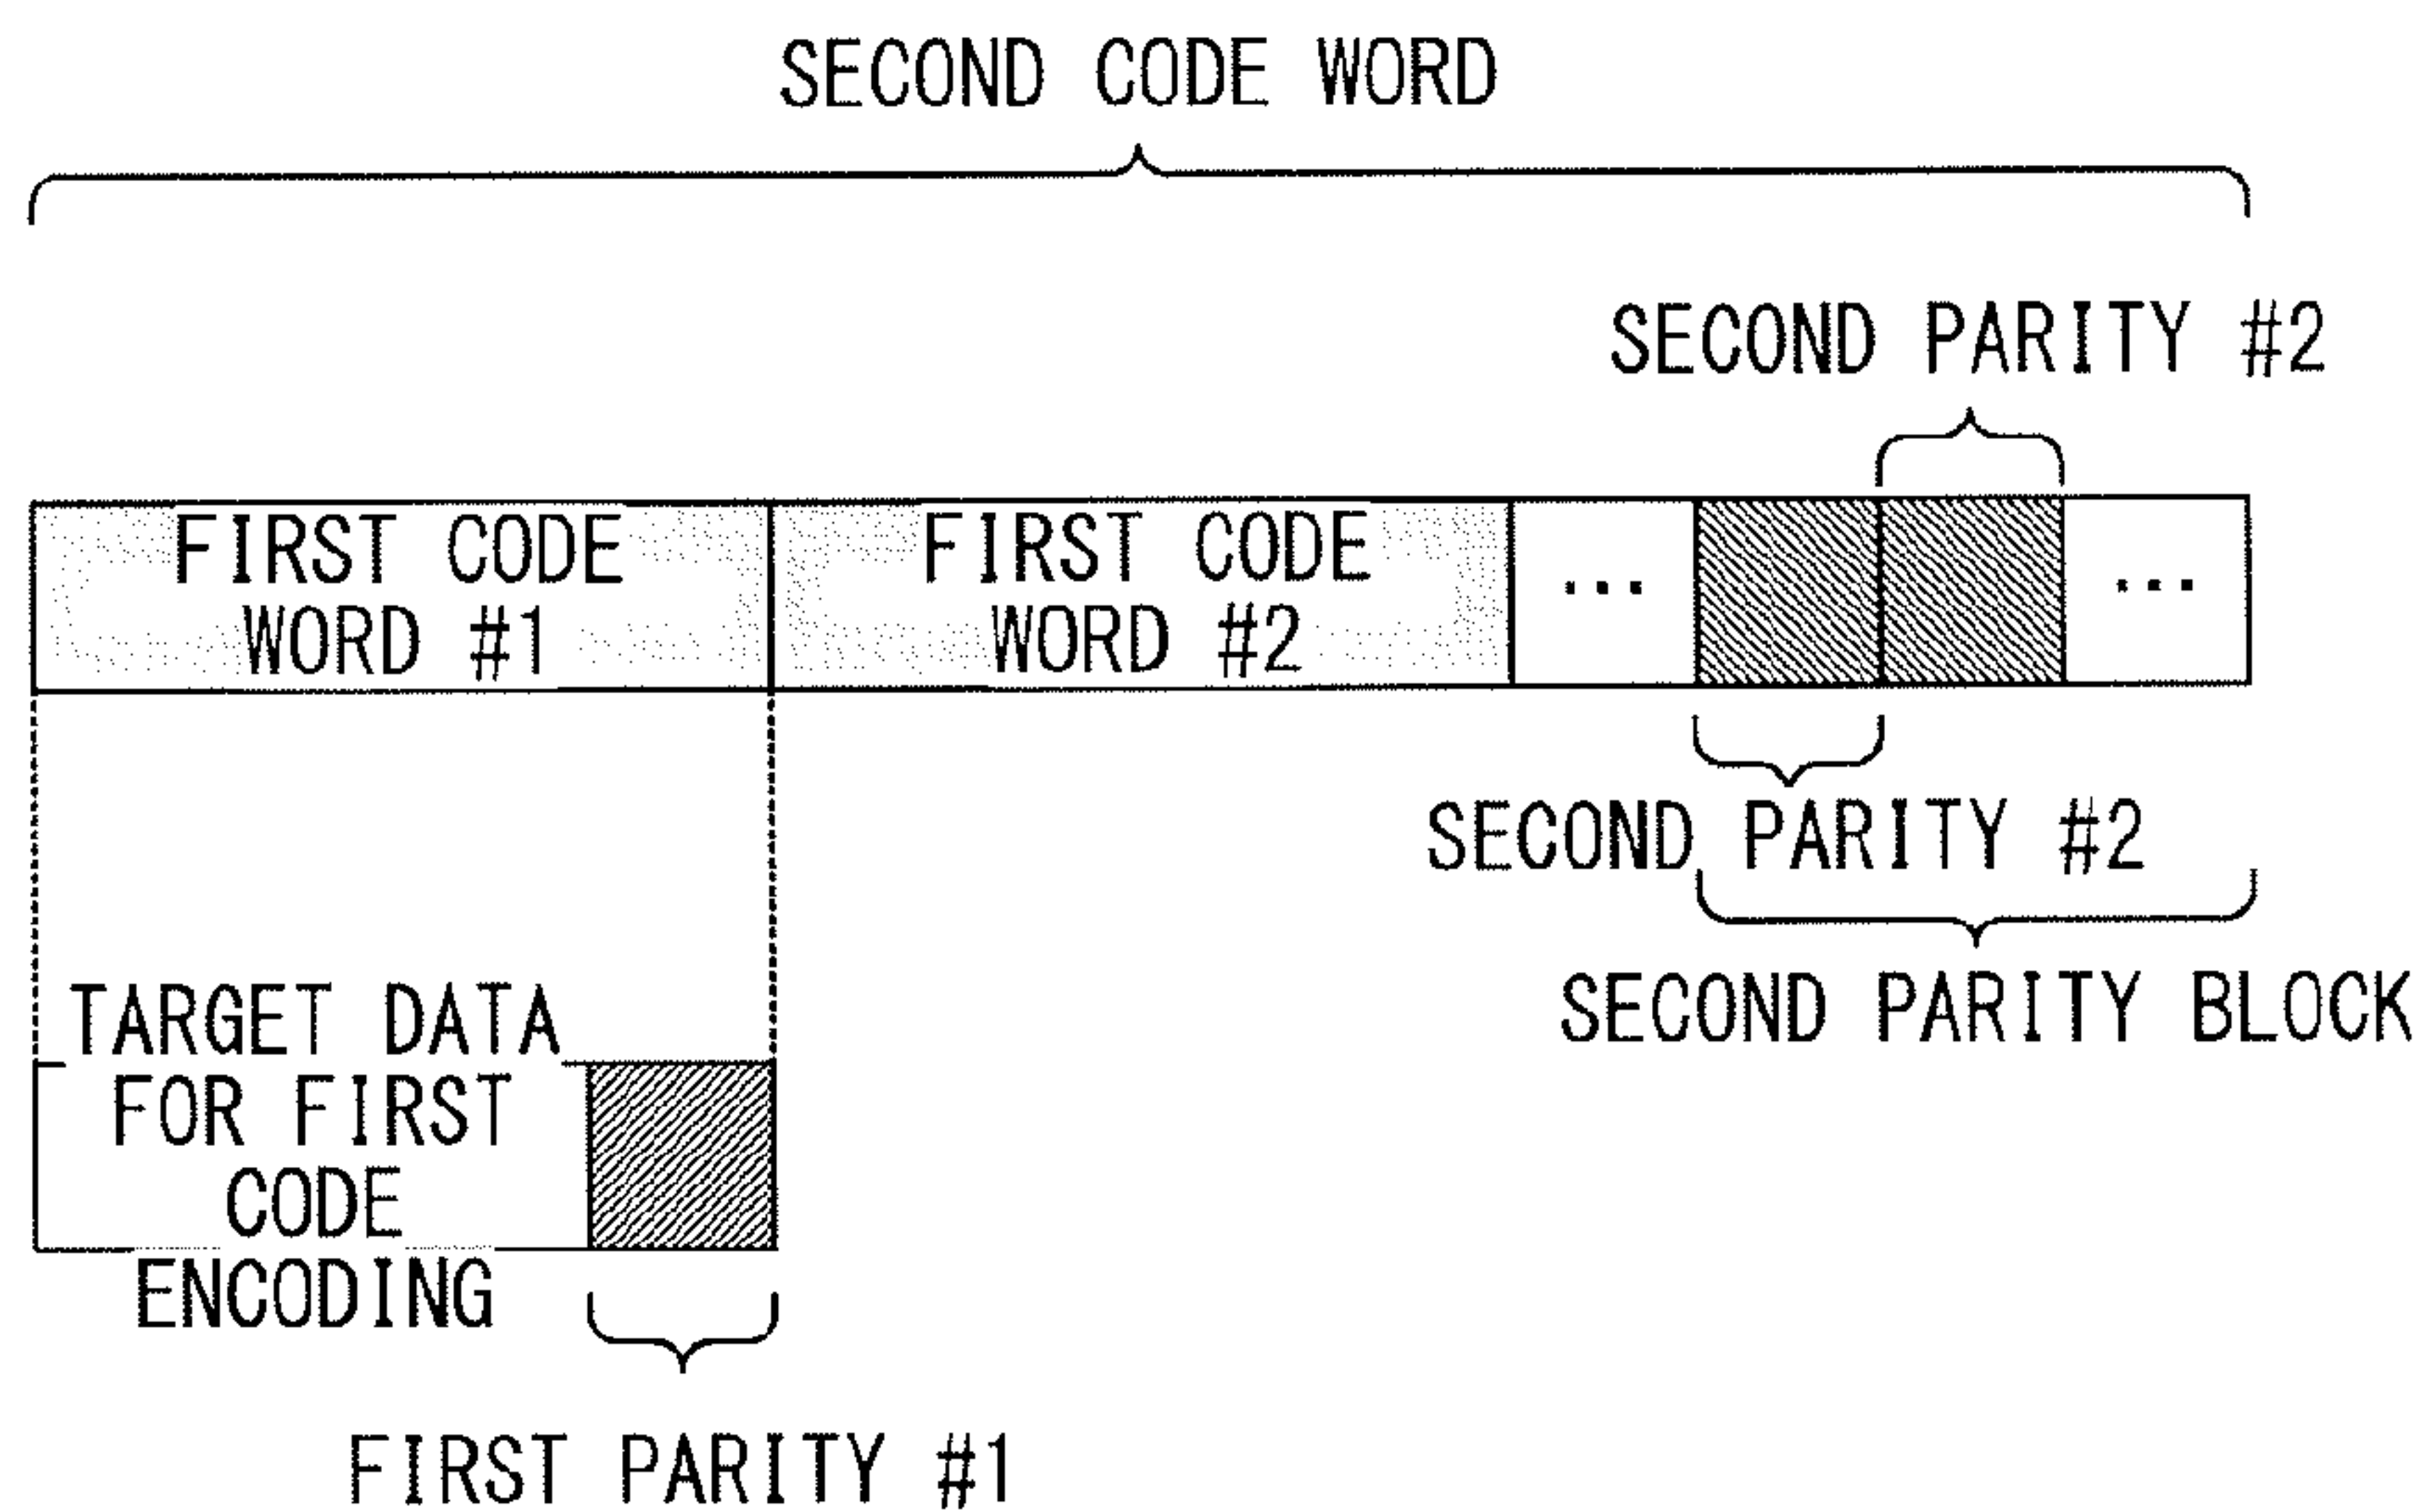 SECOND CODE WORD
SECOND PARITY #2
FIRST CODE
WORD #1
FIRST CODE
WORD #2
...
...
SECOND PARITY #2
SECOND PARITY BLOCK
TARGET DATA
FOR FIRST
CODE
ENCODING
FIRST PARITY #1